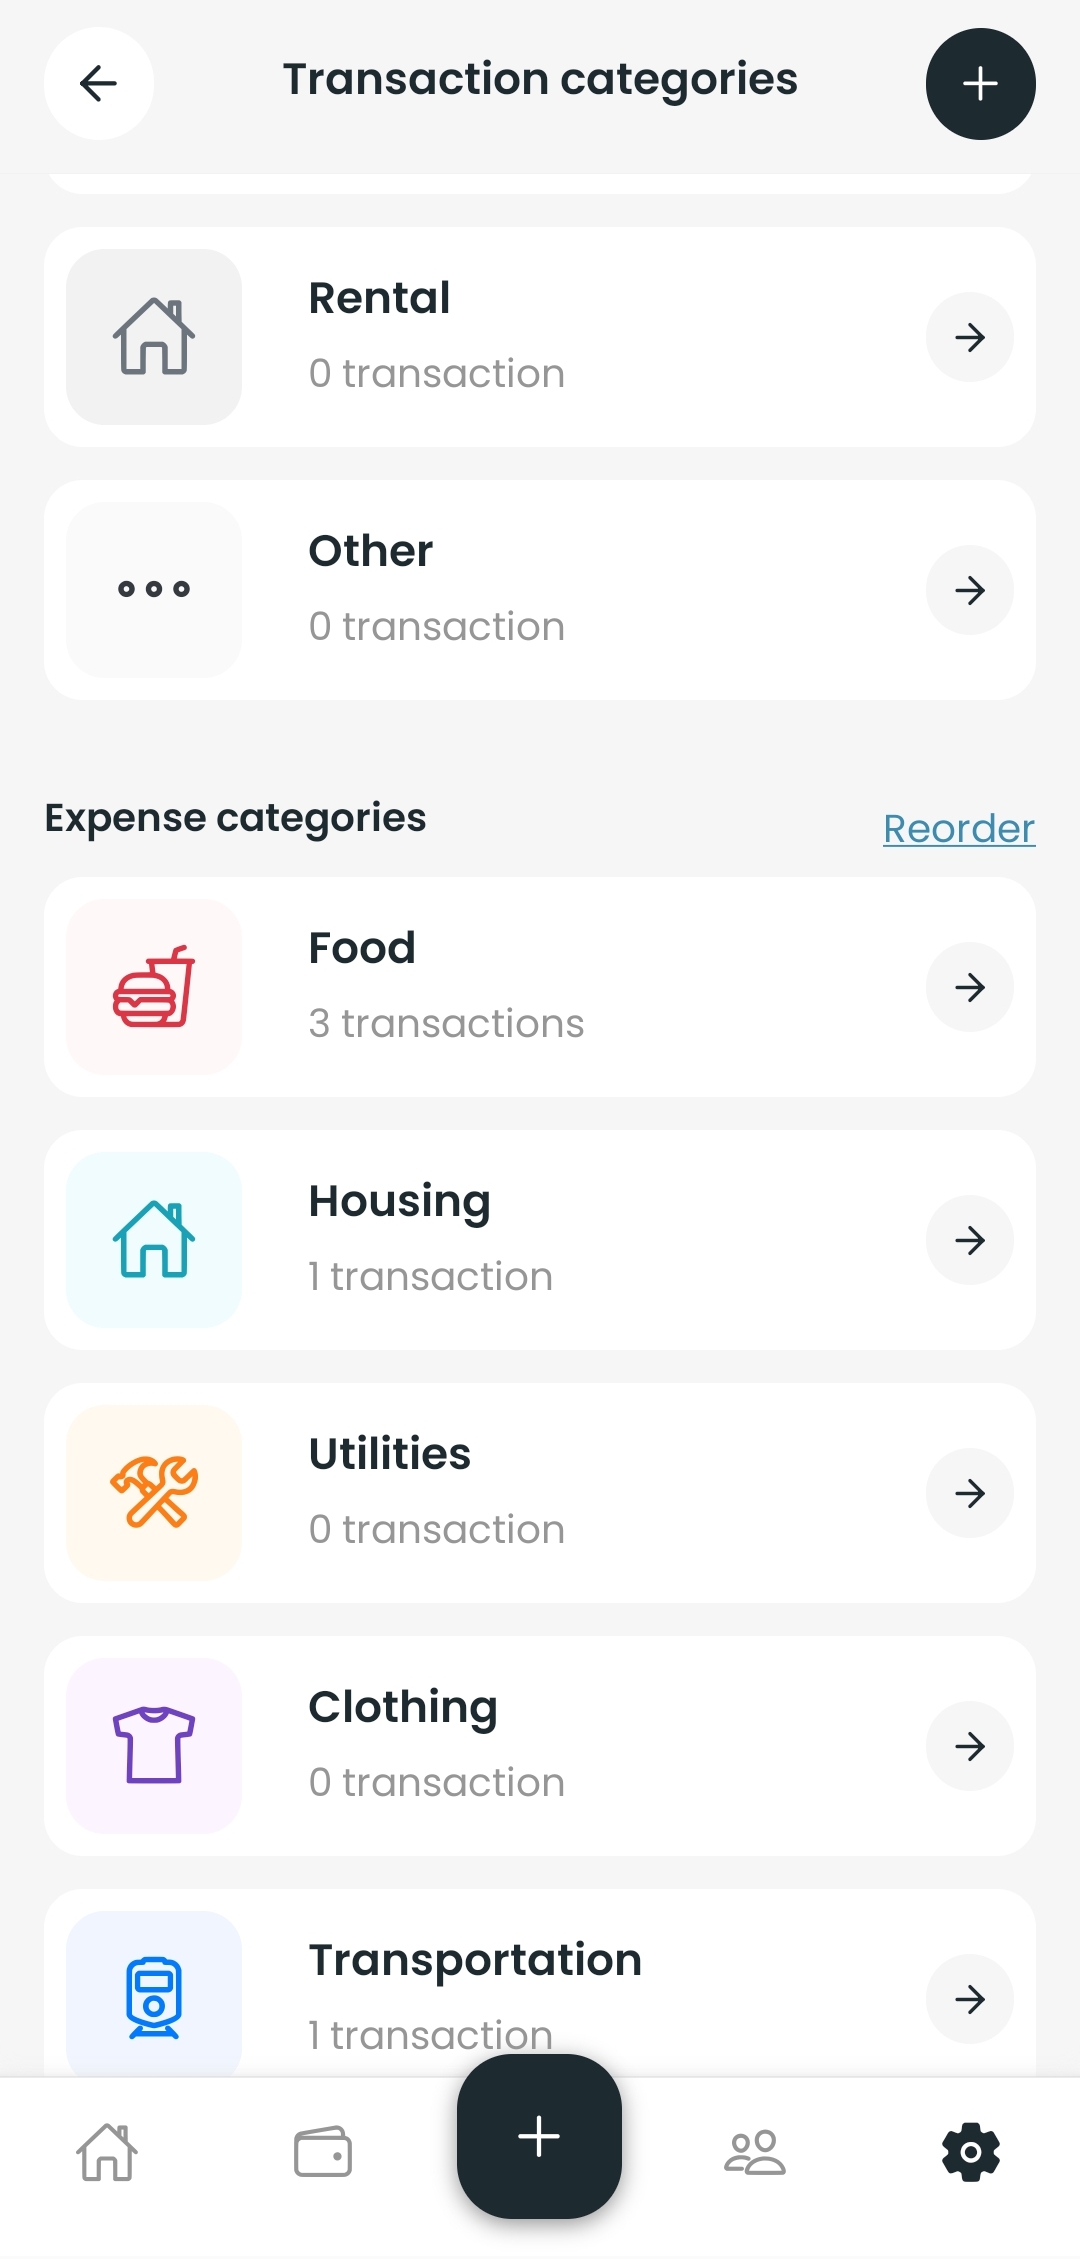 Transaction categories
Rental
0 transaction
Other
0 transaction
Expense categories
Reorder
Food
3 transactions
Housing
1 transaction
Utilities
0 transaction
Clothing
0 transaction
Transportation
1 transaction